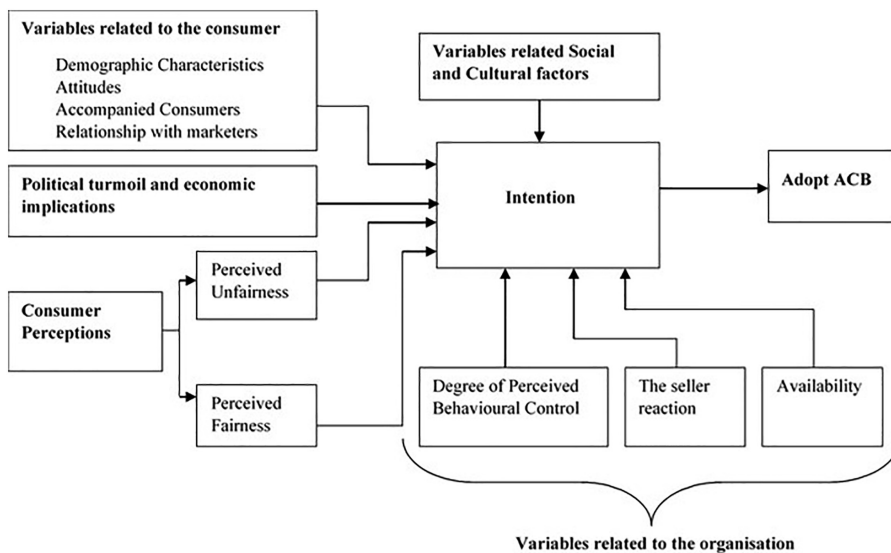 Variables related to the consumer
Demographic Characteristics
Attitudes
Accompanied Consumers
Relationship with marketers
Variables related Social
and Cultural factors
Political turmoil and economic
implications
Intention
Adopt ACB
Perceived
Unfairness
Consumer
Perceptions
Perceived
Fairness
Degree of Perceived
Behavioural Control
The seller
reaction
Availability
Variables related to the organisation